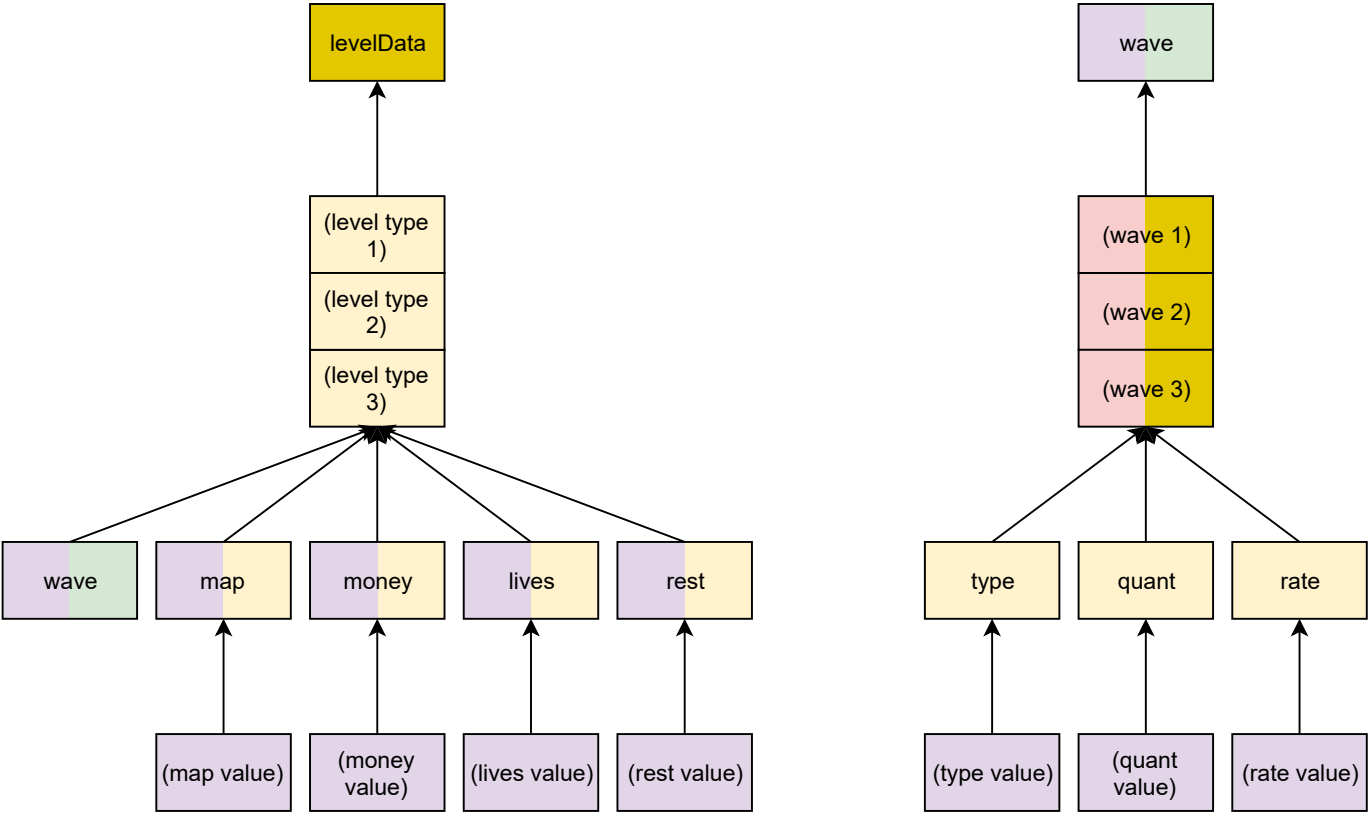 levelData
wave
(level type
1)
(level type
2)
(level type
3)
(wave 1)
(wave 2)
(wave 3)
wave
map
money
lives
rest
type
quant
rate
(map value)
(money
value)
(lives value)
(rest value)
(type value)
(quant
value)
(rate value)